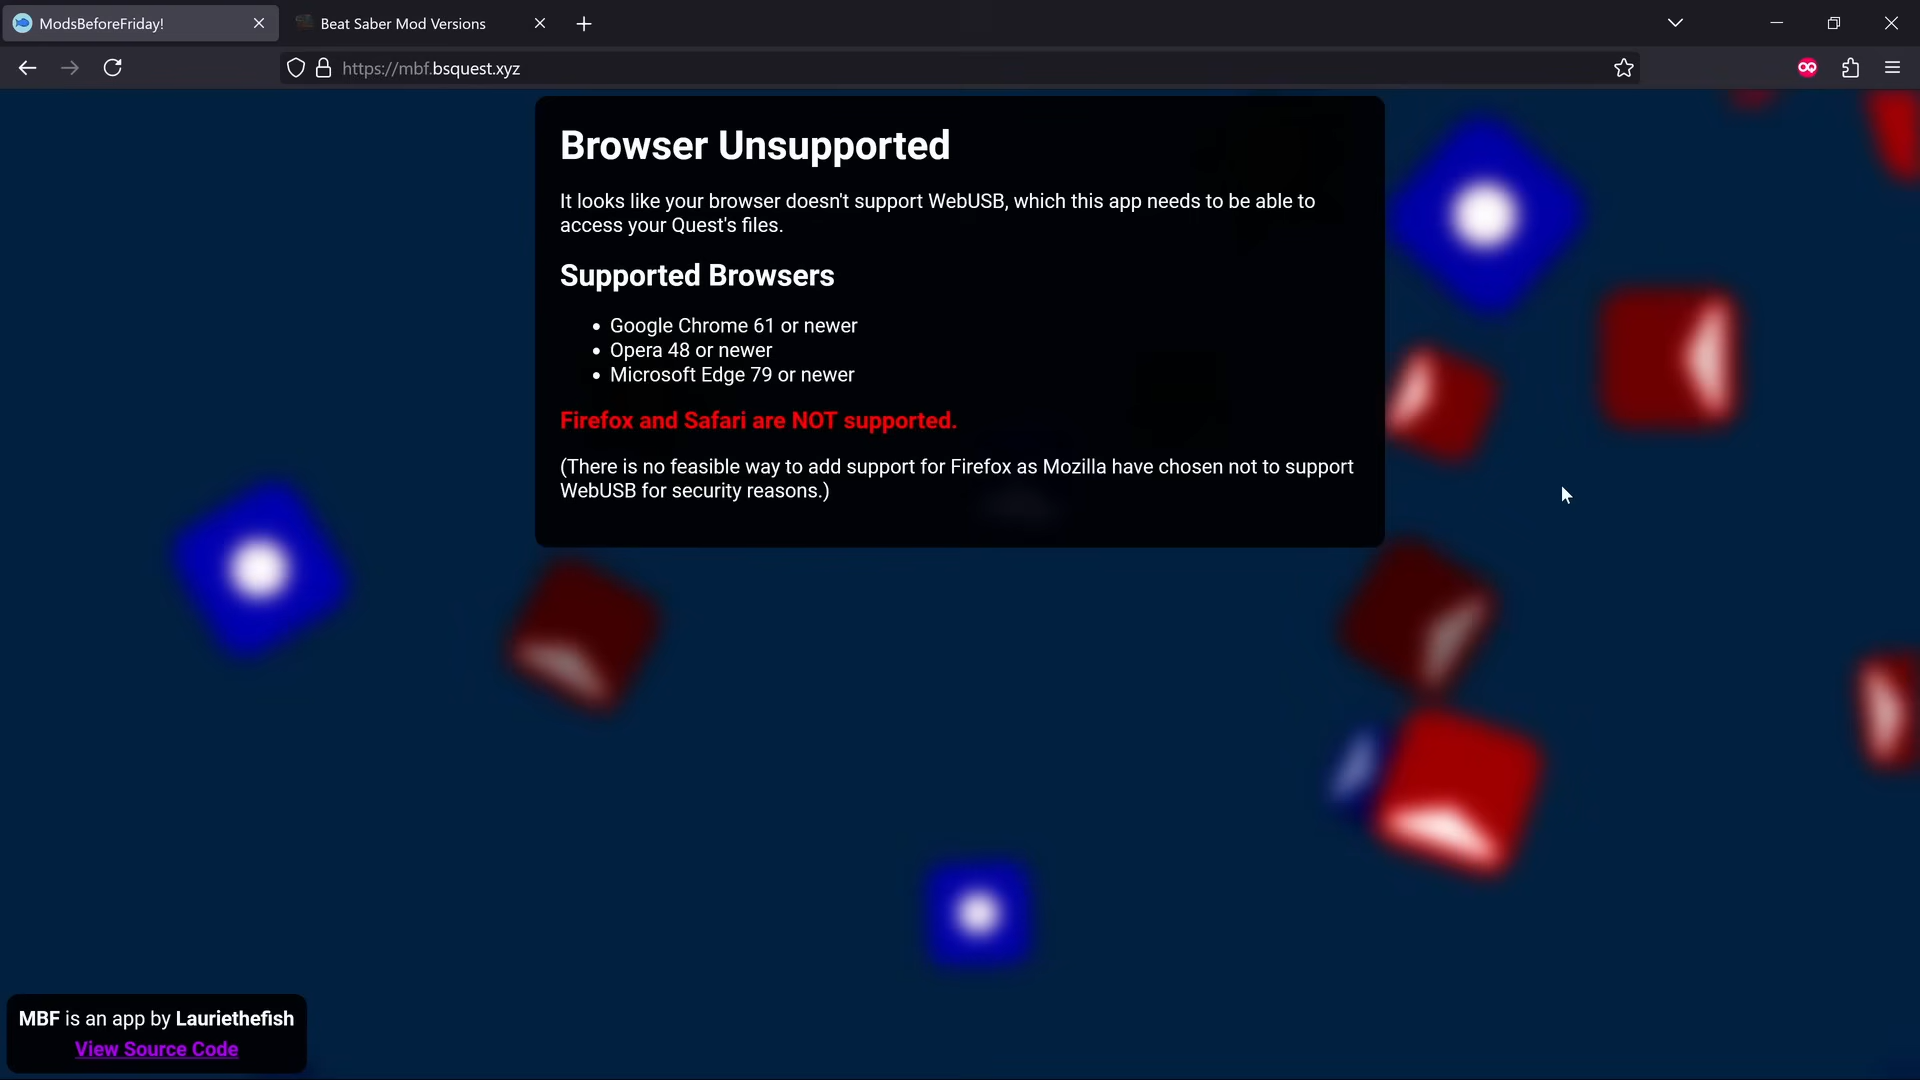 ModsBeforeFriday!
Beat Saber Mod Versions
https://mbf.bsquest.xyz
Browser Unsupported
It looks like your browser doesn't support WebUSB, which this app needs to be able to
access your Quest's files.
Supported Browsers
• Google Chrome 61 or newer
• Opera 48 or newer
• Microsoft Edge 79 or newer
Firefox and Safari are NOT supported.
(There is no feasible way to add support for Firefox as Mozilla have chosen not to support
WebUSB for security reasons.)
MBF is an app by Lauriethefish
View Source Code